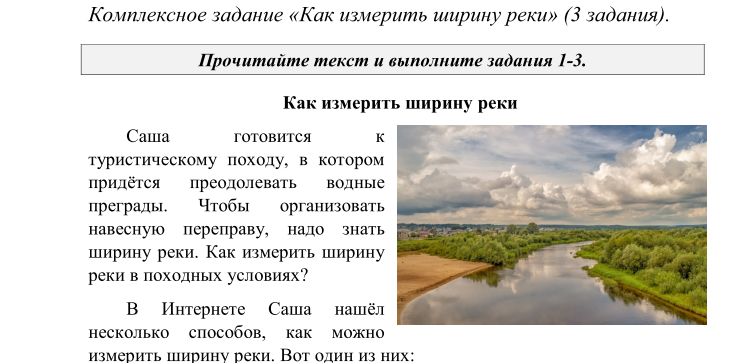 Комплексное задание «Как измерить ширину реки» (3 задания).
Прочитайте текст и выполните задания 1-3.
Как измерить ширину реки
Саша готовится к
туристическому походу, в котором
придётся преодолевать водные
преграды. Чтобы организовать
навесную переправу, надо знать
ширину реки. Как измерить ширину
реки в походных условиях?
В Интернете Саша нашёл
несколько способов, как можно
измерить ширину реки. Вот один из них: